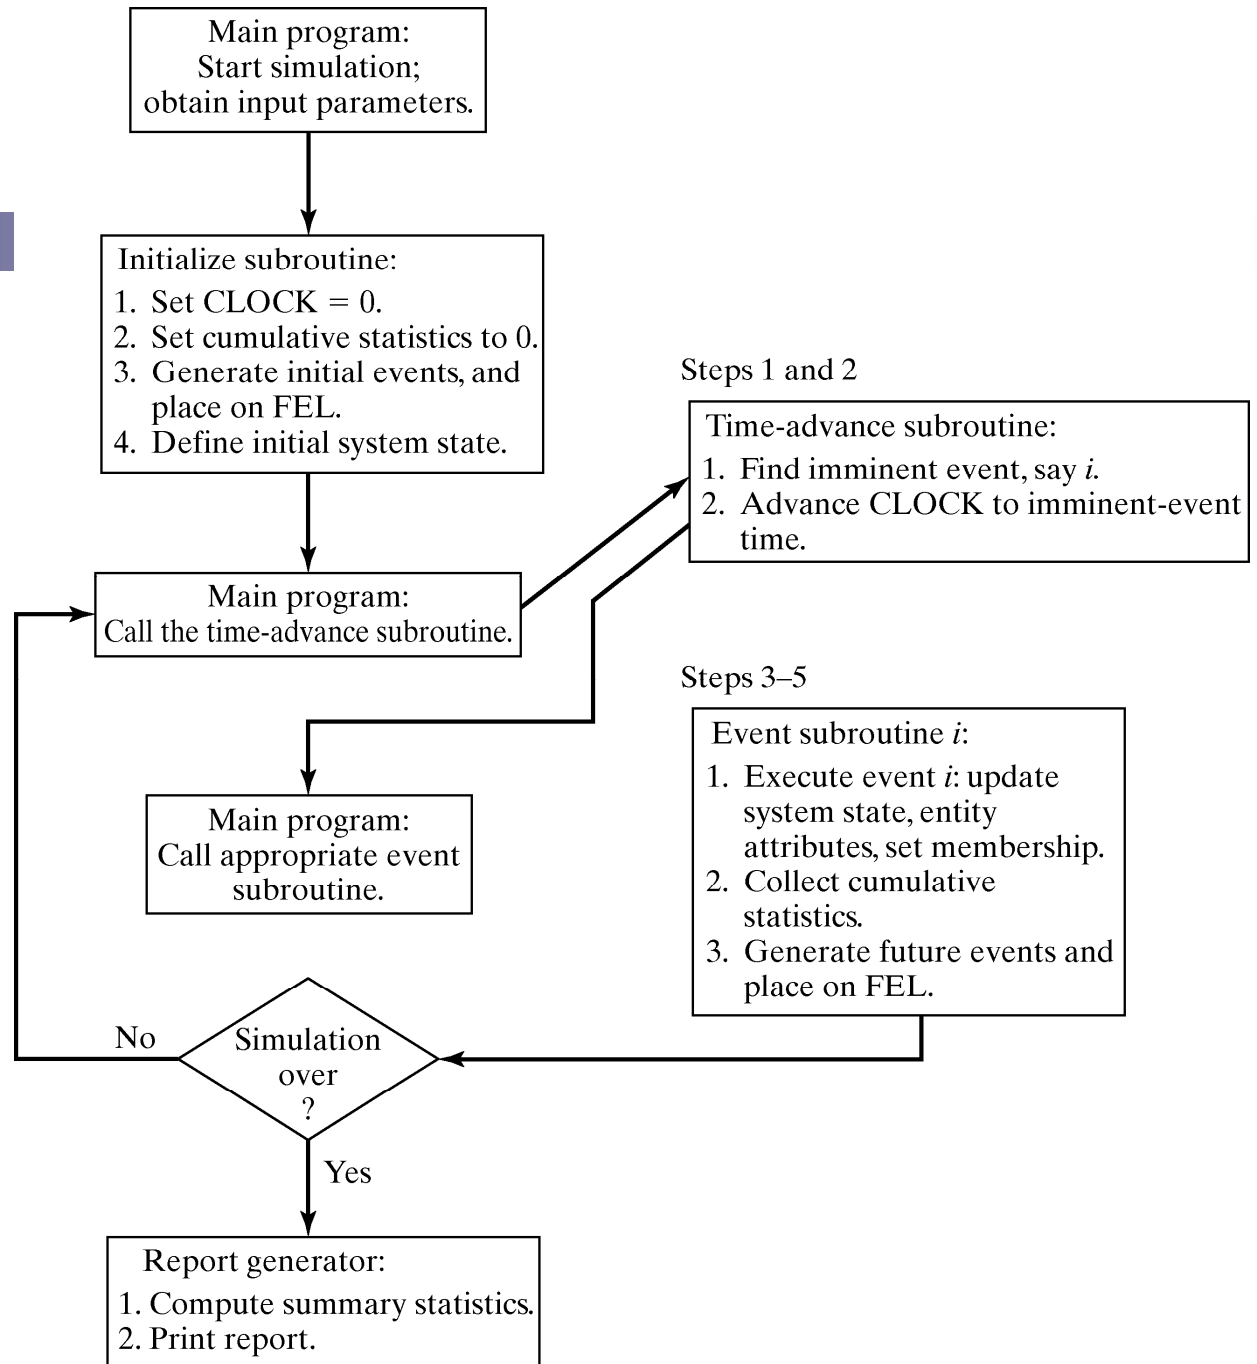 Main program:
Start simulation;
obtain input parameters.
Initialize subroutine:
1. Set CLOCK = 0.
2. Set cumulative statistics to 0.
3. Generate initial events, and
place on FEL.
4. Define initial system state.
Steps 1 and 2
Time-advance subroutine:
1. Find imminent event, say i.
2. Advance CLOCK to imminent-event
time.
Main program:
Call the time-advance subroutine.
Steps 3–5
Event subroutine i:
1. Execute event i: update
system state, entity
attributes, set membership.
2. Collect cumulative
statistics.
3. Generate future events and
place on FEL.
Main program:
Call appropriate event
subroutine.
No
Simulation
over
?
Yes
Report generator:
1. Compute summary statistics.
2. Print report.